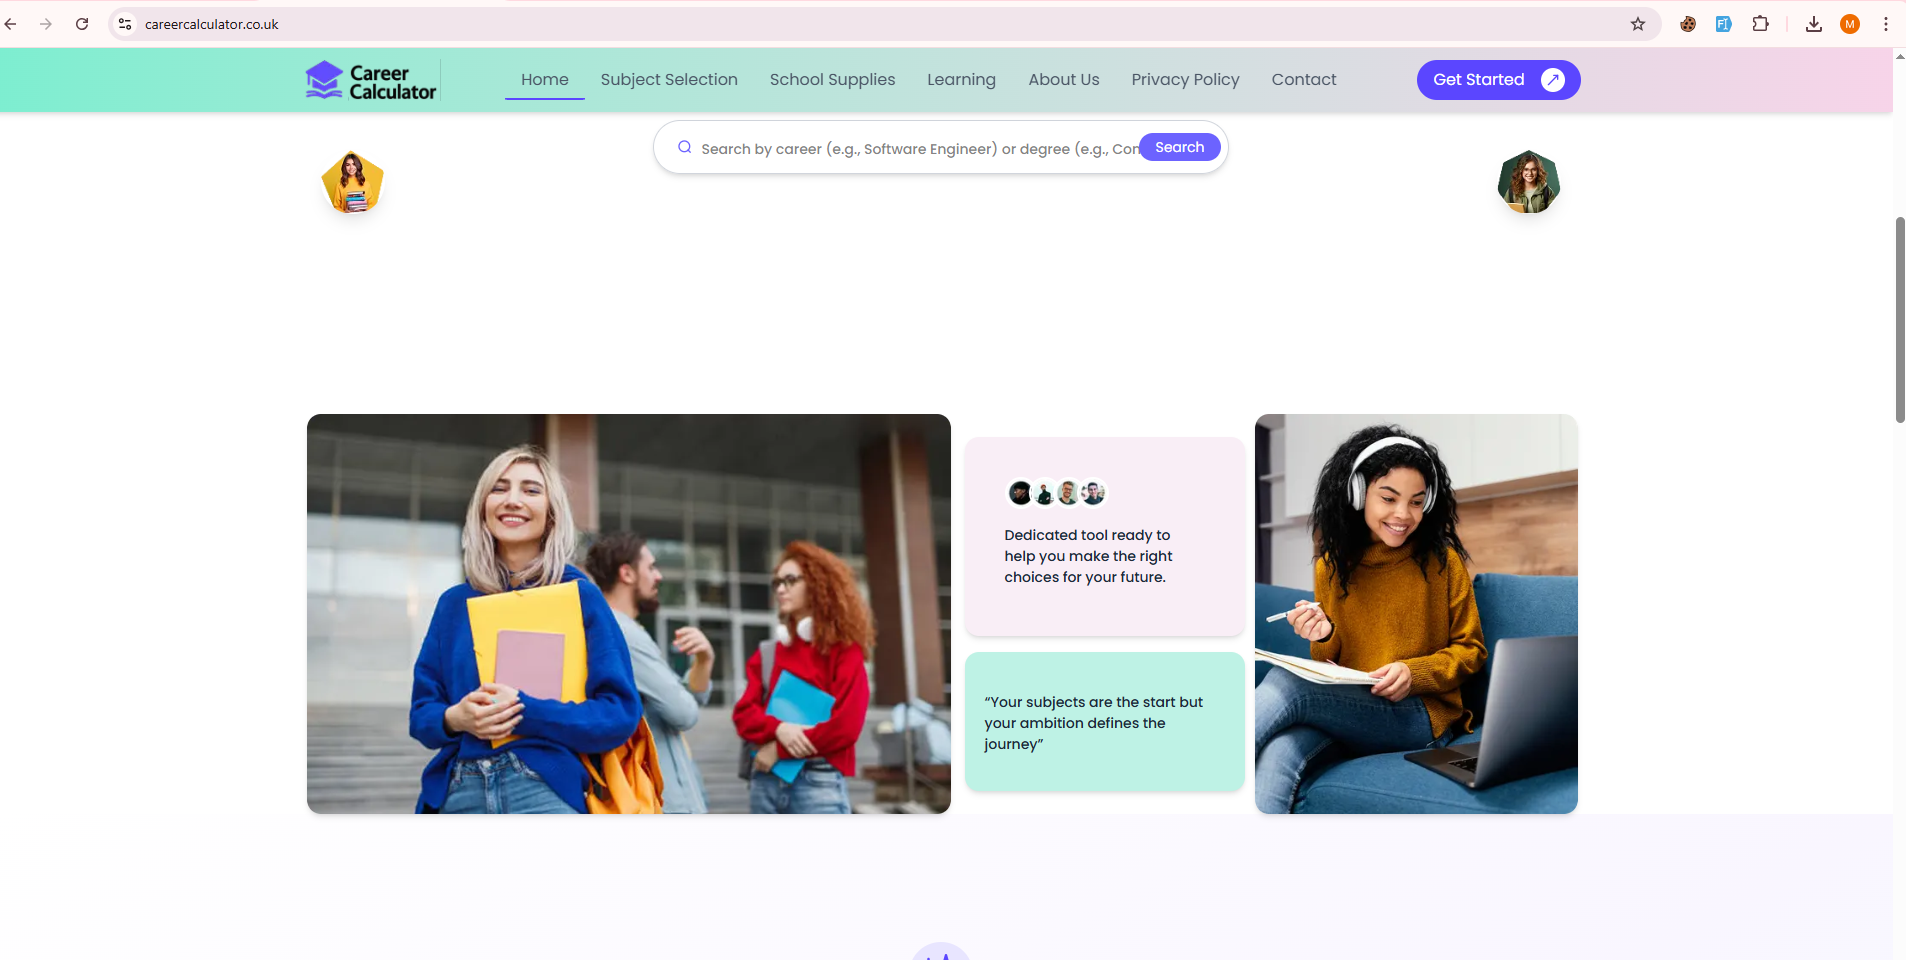 careercalculator.co.uk
M
Career
Calculator
Home
Subject Selection
School Supplies
Learning
About Us
Privacy Policy
Contact
Get Started
Search by career (e.g., Software Engineer) or degree (e.g., Con
Search
Dedicated tool ready to
help you make the right
choices for your future.
“Your subjects are the start but
your ambition defines the
journey”